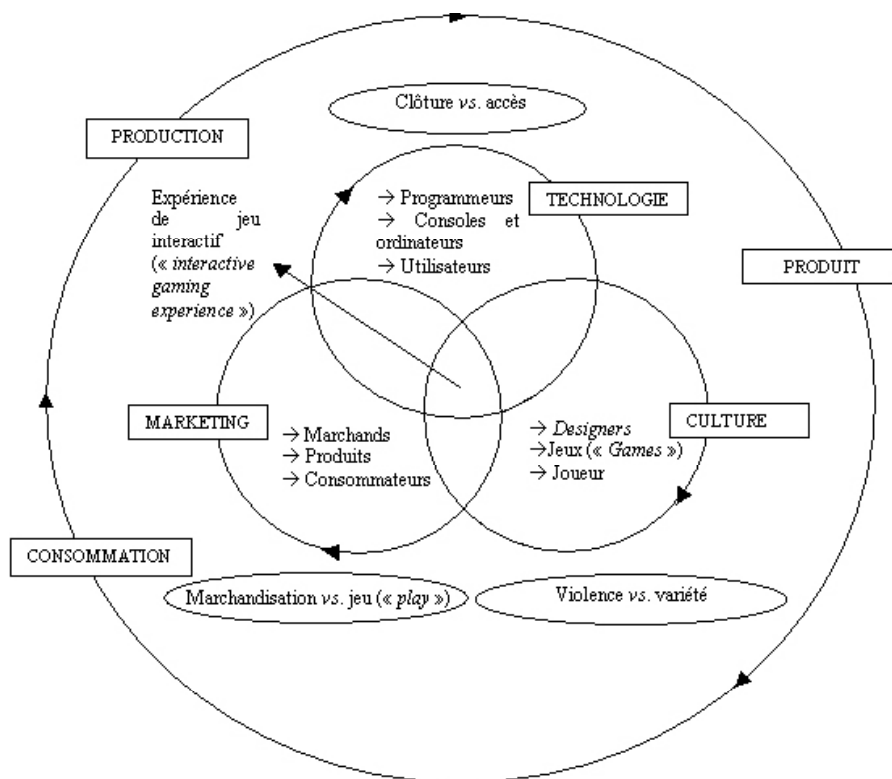 Clôture vs. accès
PRODUCTION
Expérience
de jeu
interactif
(« interactive
gaming
experience »)
→ Programmeurs
→ Consoles et
ordinateurs
→ Utilisateurs
TECHNOLOGIE
PRODUIT
MARKETING
→ Marchands
→ Produits
→ Consommateurs
→ Designers
→Jeux (« Games »)
→ Joueur
CULTURE
CONSOMMATION
Marchandisation vs. jeu (« play »)
Violence vs. variété